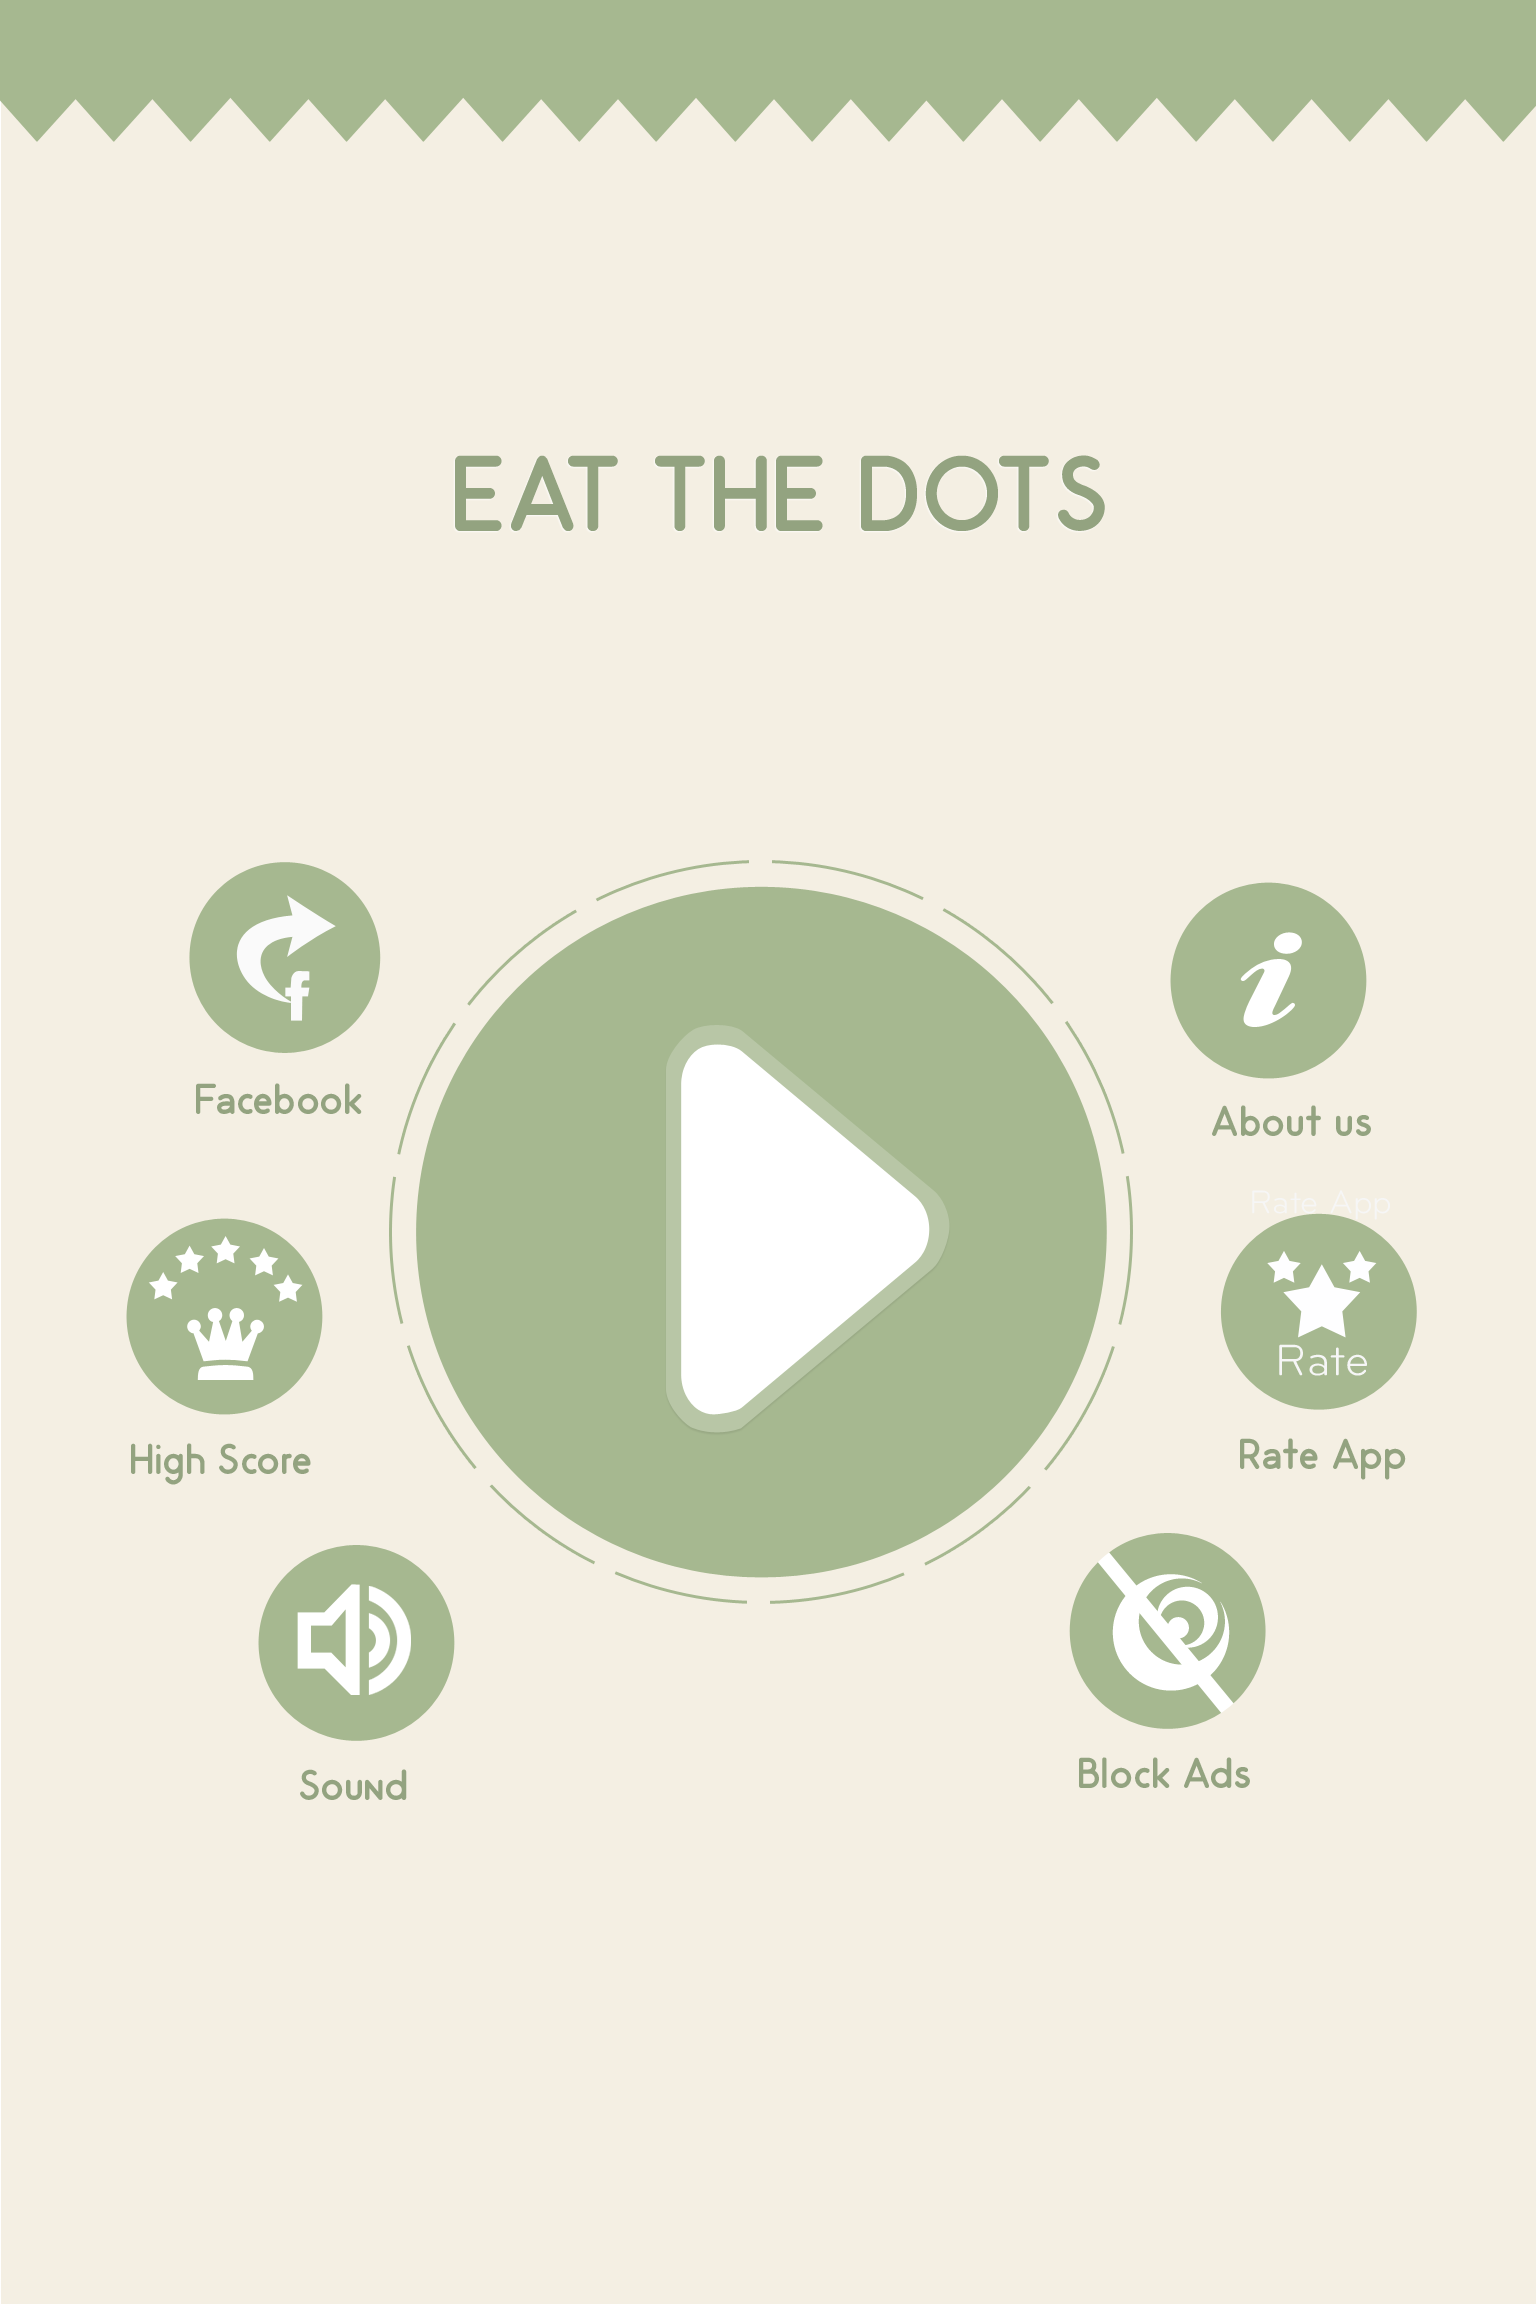 EAT THE DOTS
f
Facebook
i
About us
Rate App
Rate
High Score
Rate App
Sound
Block Ads